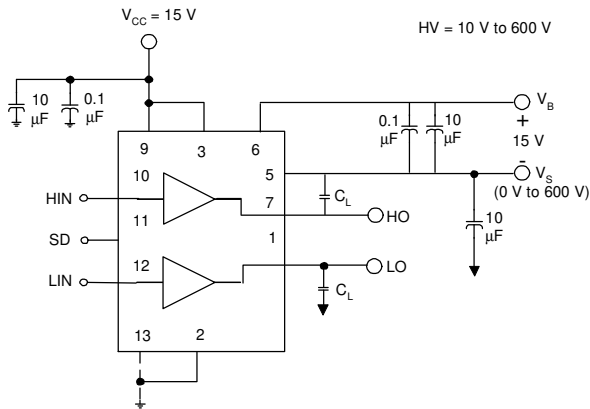 V_CC = 15 V
HV = 10 V to 600 V
10 µF
0.1 µF
0.1 µF
10 µF
V_B
+
15 V
-
V_S
(0 V to 600 V)
9
3
6
5
10
7
C_L
HIN
11
HO
10 µF
1
SD
12
LO
LIN
C_L
13
2